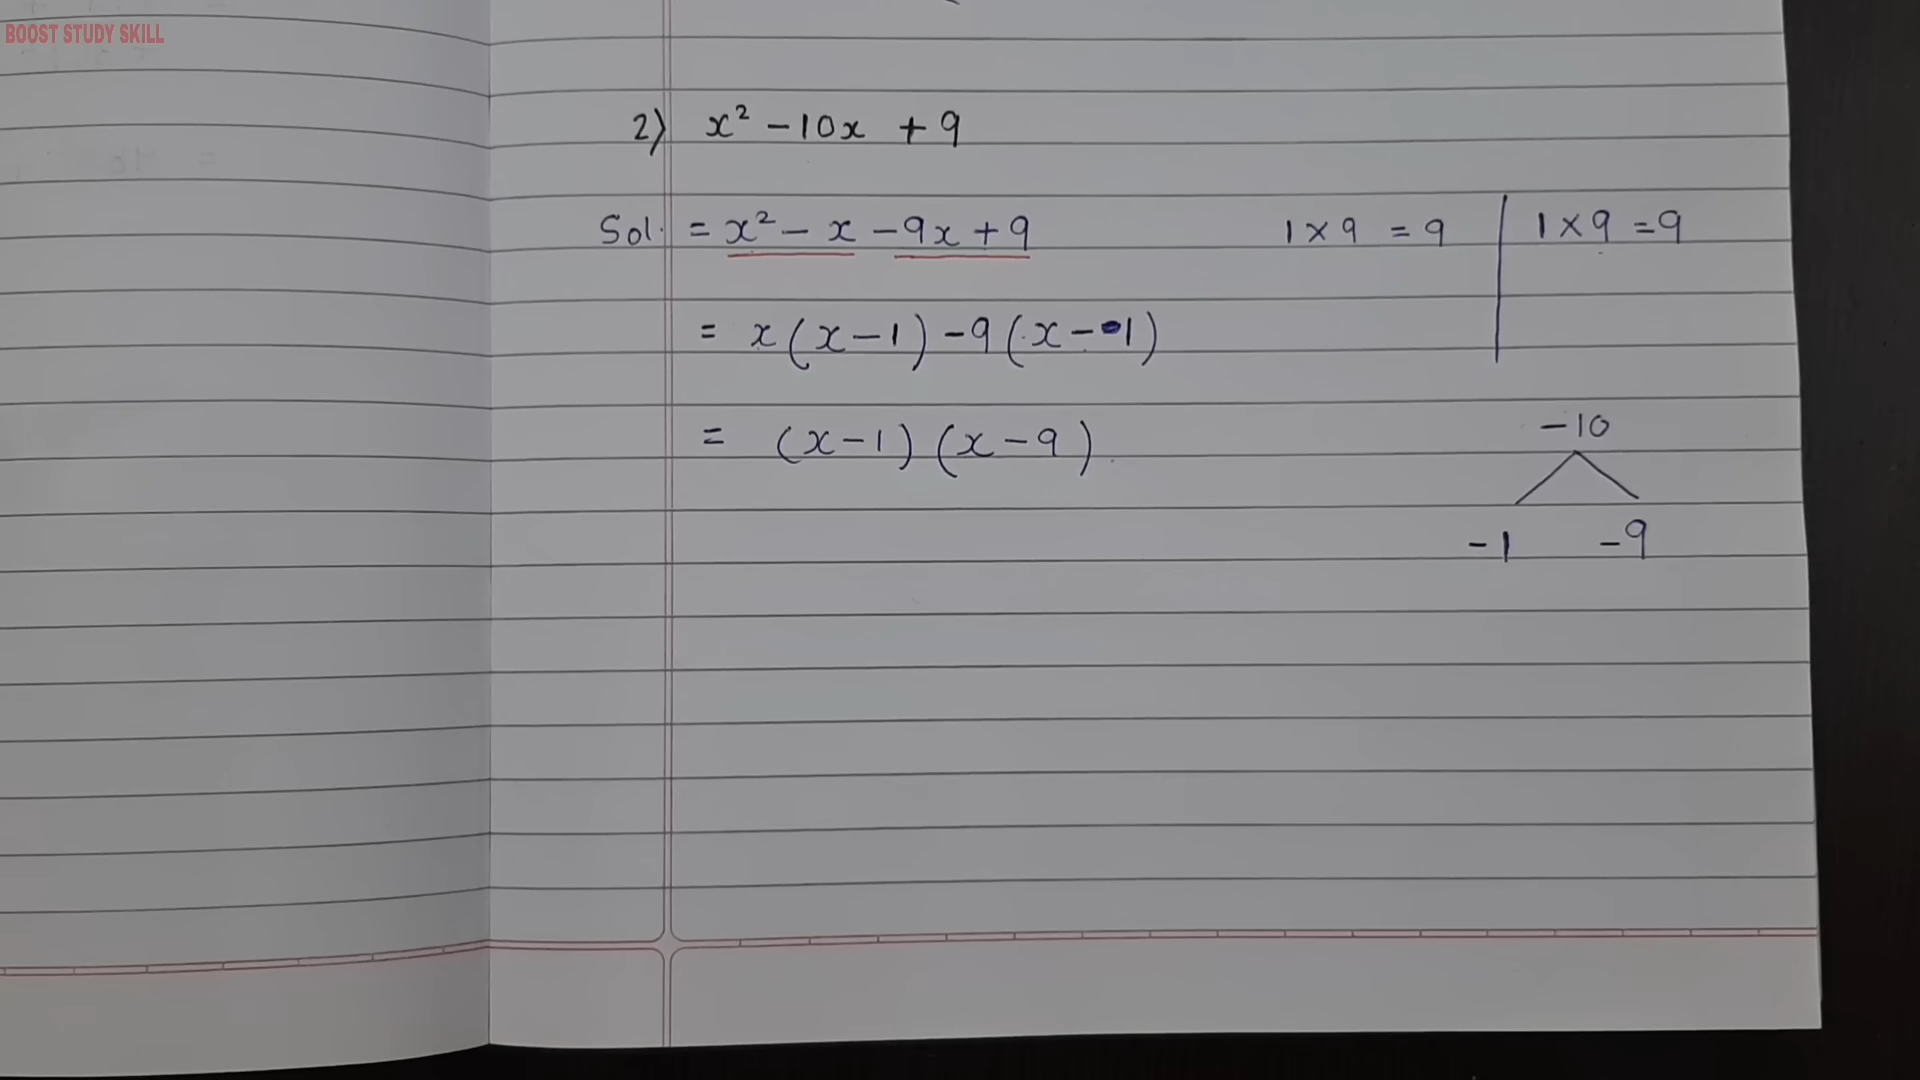 BOOST STUDY SKILL
2) x² - 10x + 9
Sol. = x² - x - 9x + 9
1 × 9 = 9 | 1 × 9 = 9
= x(x - 1) - 9(x - 1)
= (x - 1)(x - 9)
-10
-1 -9